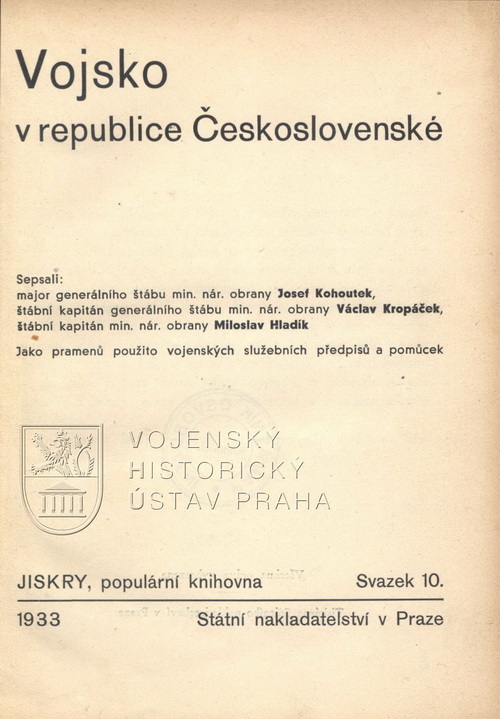 Vojsko
v republice Československé
Sepsali:
major generálního štábu min. nár. obrany Josef Kohoutek,
štábní kapitán generálního štábu min. nár. obrany Václav Kropáček,
štábní kapitán min. nár. obrany Miloslav Hladík
Jako pramenů použito vojenských služebních předpisů a pomůcek
VOJENSKÝ
HISTORICKÝ
ÚSTAV PRAHA
JISKRY, populární knihovna Svazek 10.
1933 Státní nakladatelství v Praze